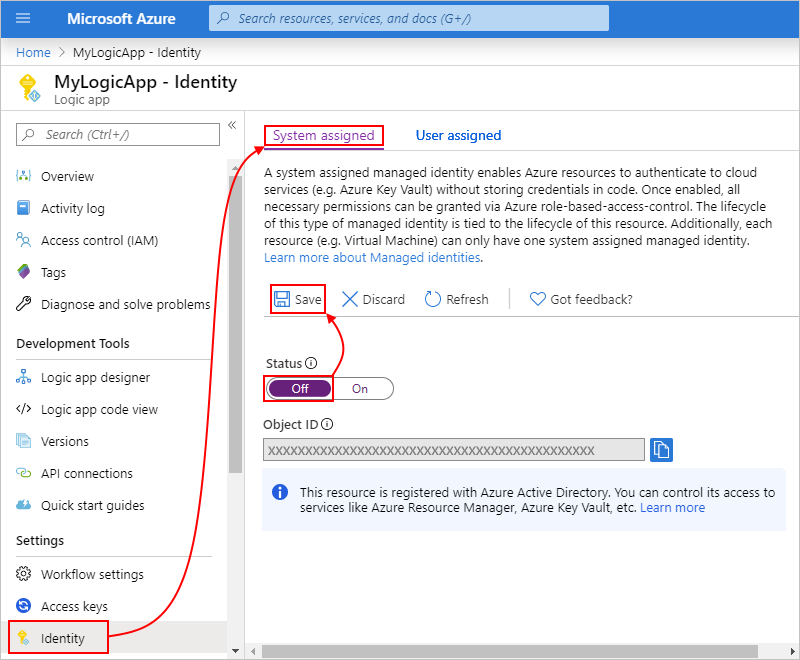 Microsoft Azure
Search resources, services, and docs (G+/)
Home > MyLogicApp - Identity
MyLogicApp - Identity
Logic app
Search (Ctrl+/)
«
Overview
Activity log
Access control (IAM)
Tags
Diagnose and solve problems
Development Tools
Logic app designer
Logic app code view
Versions
API connections
Quick start guides
Settings
Workflow settings
Access keys
Identity
System assigned
User assigned
A system assigned managed identity enables Azure resources to authenticate to cloud
services (e.g. Azure Key Vault) without storing credentials in code. Once enabled, all
necessary permissions can be granted via Azure role-based-access-control. The lifecycle
of this type of managed identity is tied to the lifecycle of this resource. Additionally, each
resource (e.g. Virtual Machine) can only have one system assigned managed identity.
Learn more about Managed identities.
Save
Discard
Refresh
Got feedback?
Status
Off
On
Object ID
XXXXXXXXXXXXXXXXXXXXXXXXXXXXXXXXXXXXXXXXXXXX
This resource is registered with Azure Active Directory. You can control its access to
services like Azure Resource Manager, Azure Key Vault, etc. Learn more